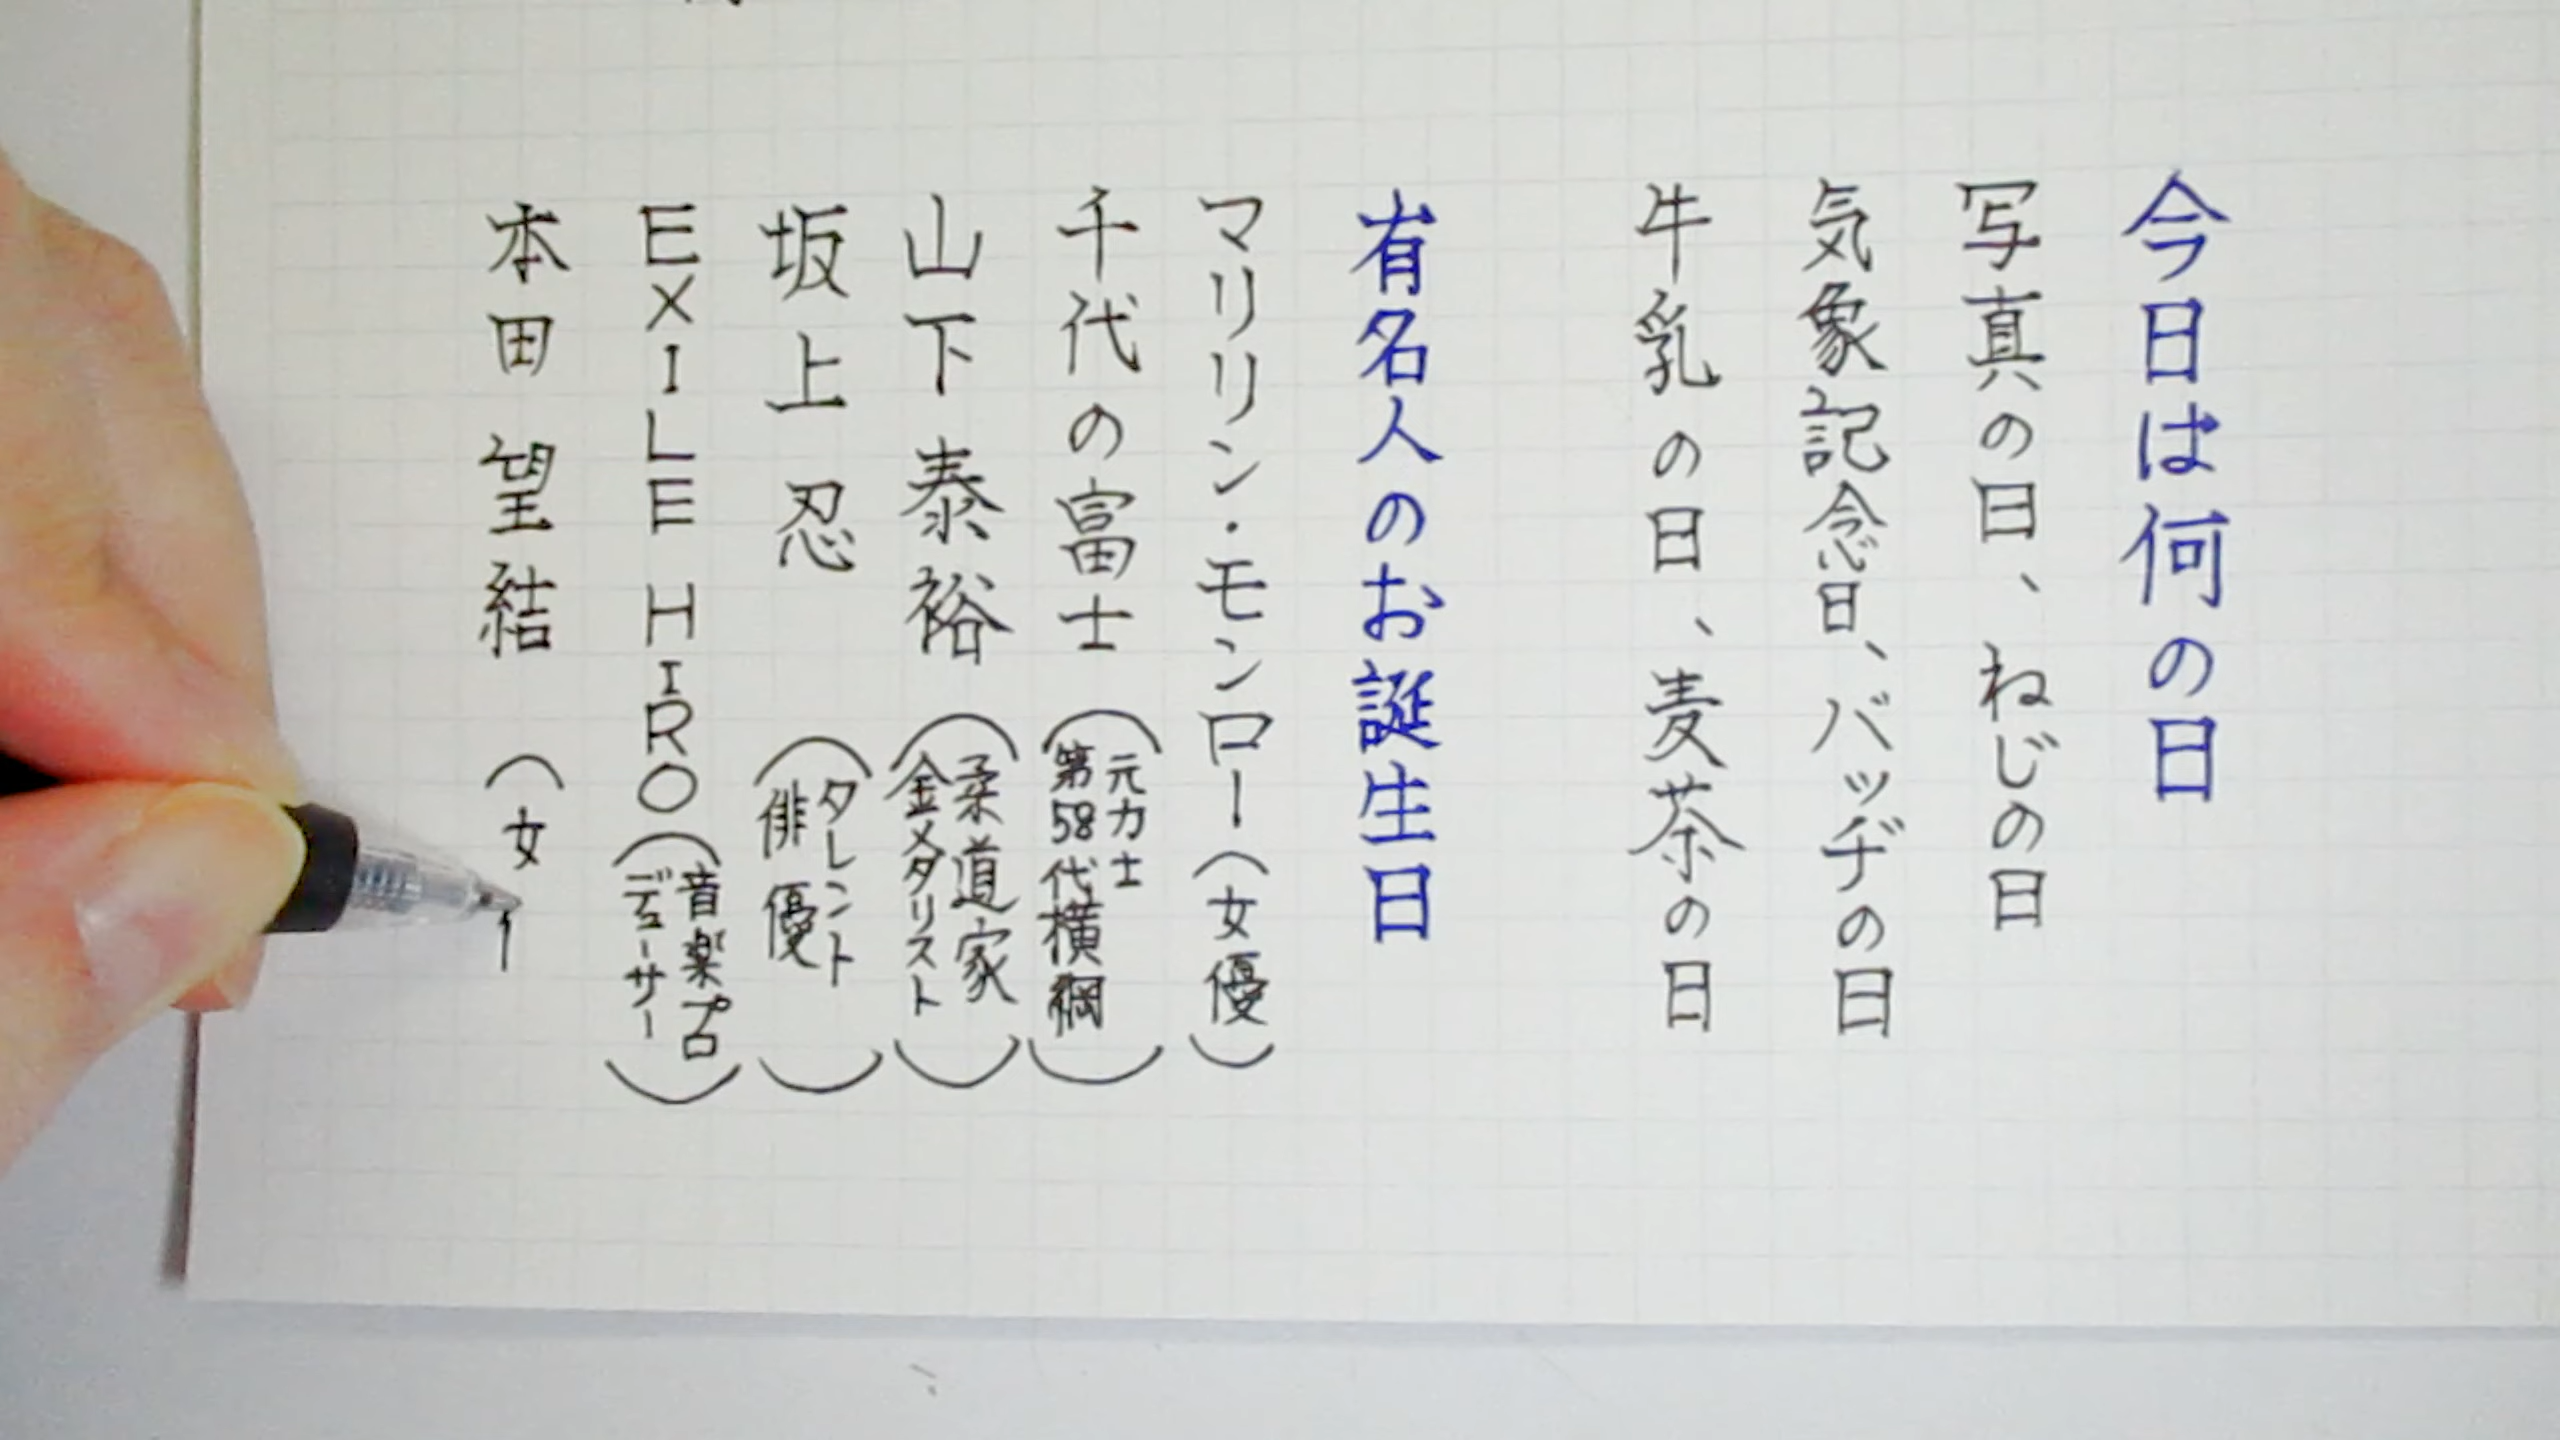 今日は何の日
写真の日、ねじの日
気象記念日、バッヂの日
牛乳の日、麦茶の日
有名人のお誕生日
マリリン・モンロー(女優)
千代の富士(元力士 第58代横綱)
山下泰裕(柔道家 金メダリスト)
坂上忍(タレント 俳優)
EXILE HIRO(音楽プロデューサー)
本田望結(女